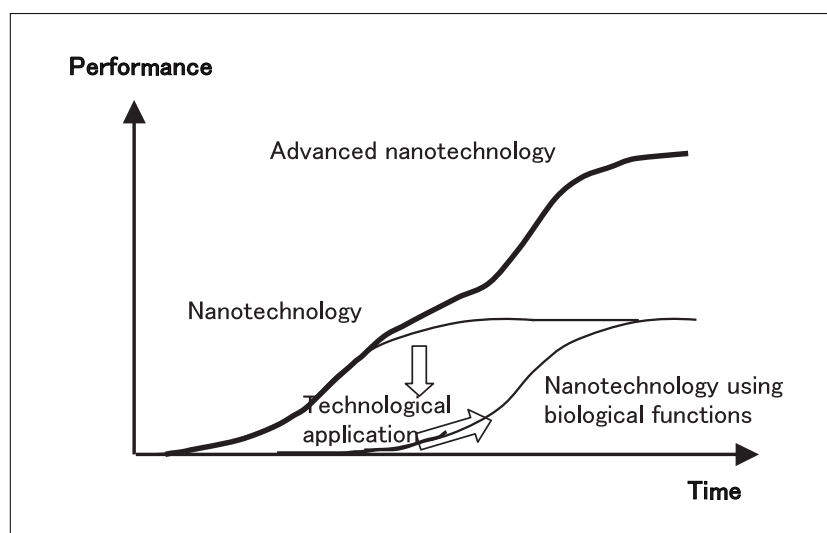 Performance
Advanced nanotechnology
Nanotechnology
Technological
application
Nanotechnology using
biological functions
Time